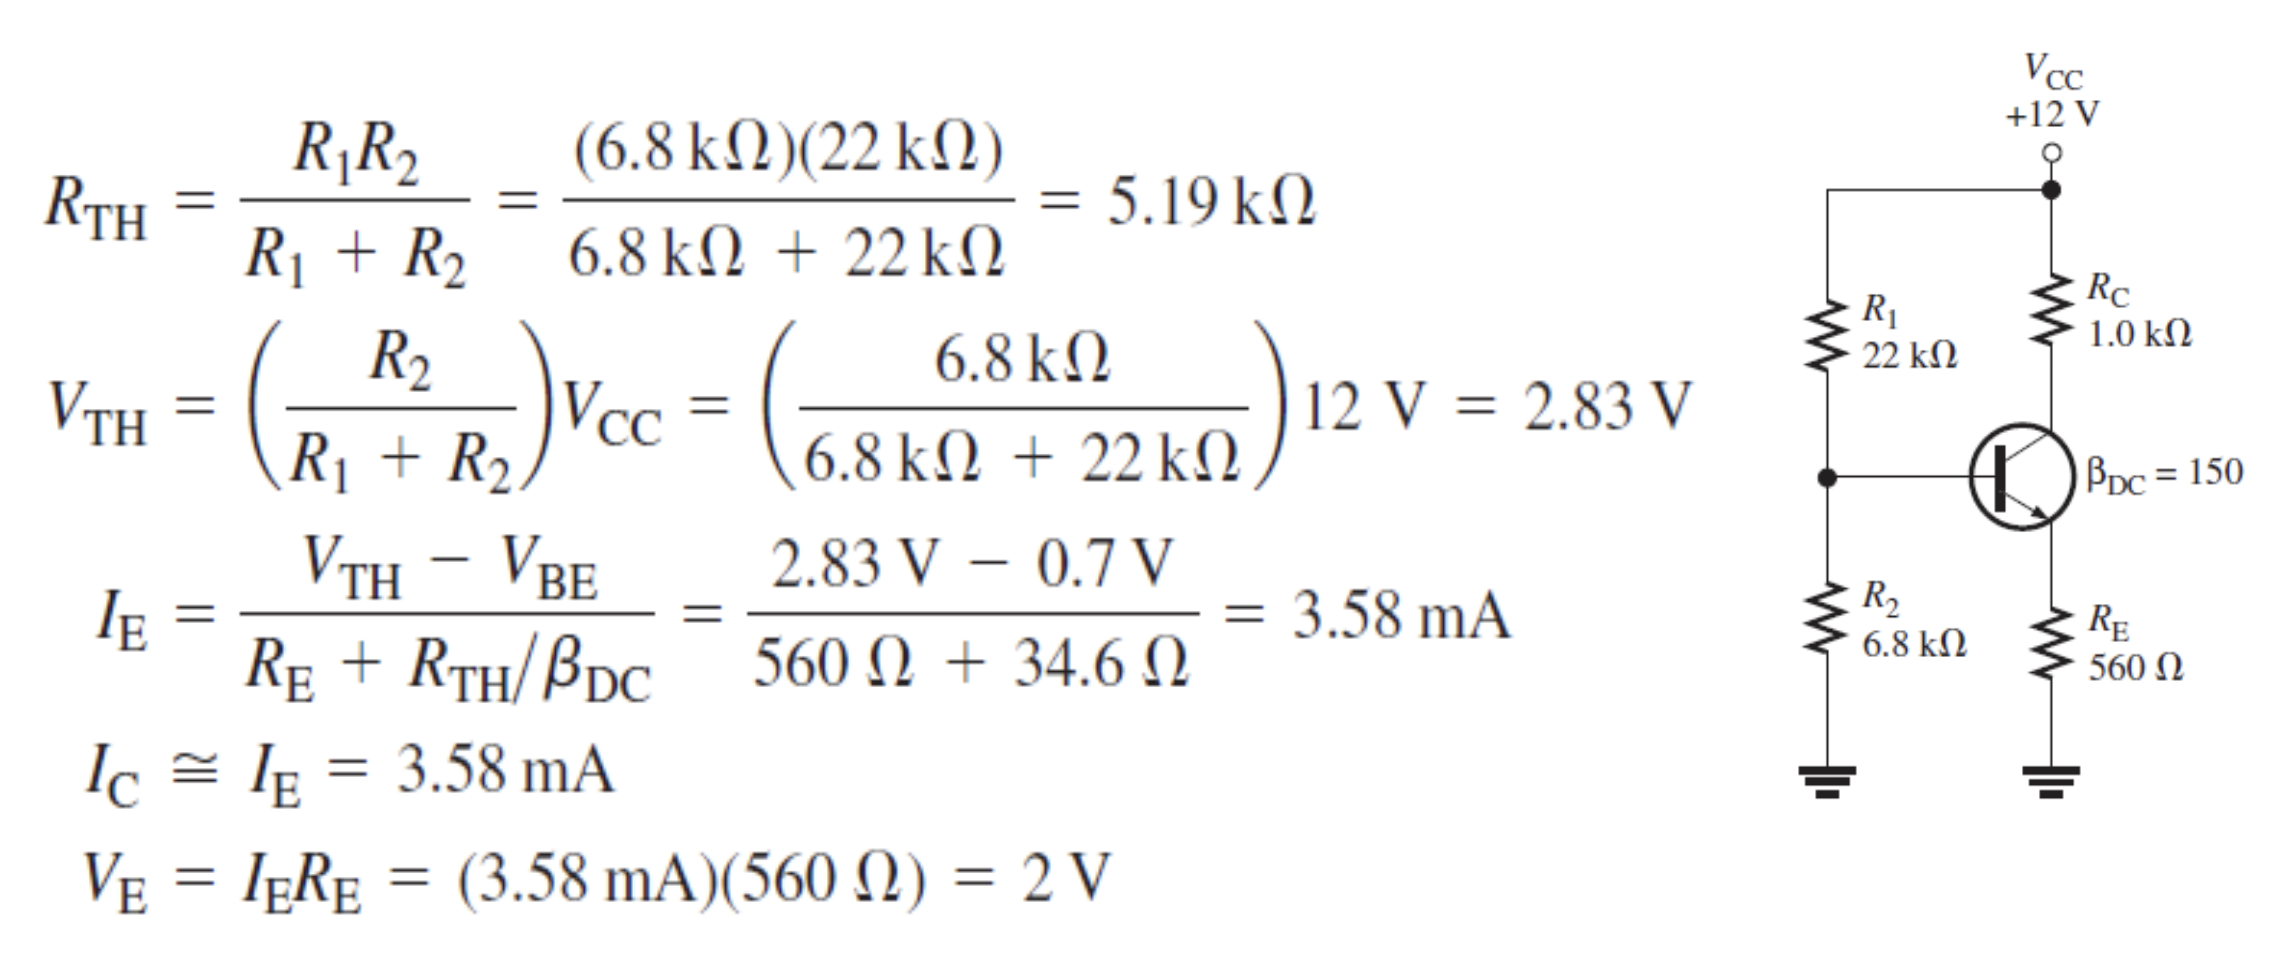 R_TH = R₁R₂ / (R₁ + R₂) = (6.8 kΩ)(22 kΩ) / (6.8 kΩ + 22 kΩ) = 5.19 kΩ
V_TH = (R₂ / (R₁ + R₂)) V_CC = (6.8 kΩ / (6.8 kΩ + 22 kΩ)) 12 V = 2.83 V
I_E = (V_TH − V_BE) / (R_E + R_TH/β_DC) = (2.83 V − 0.7 V) / (560 Ω + 34.6 Ω) = 3.58 mA
I_C ≅ I_E = 3.58 mA
V_E = I_E R_E = (3.58 mA)(560 Ω) = 2 V
V_CC
+12 V
R₁
22 kΩ
R_C
1.0 kΩ
β_DC = 150
R₂
6.8 kΩ
R_E
560 Ω